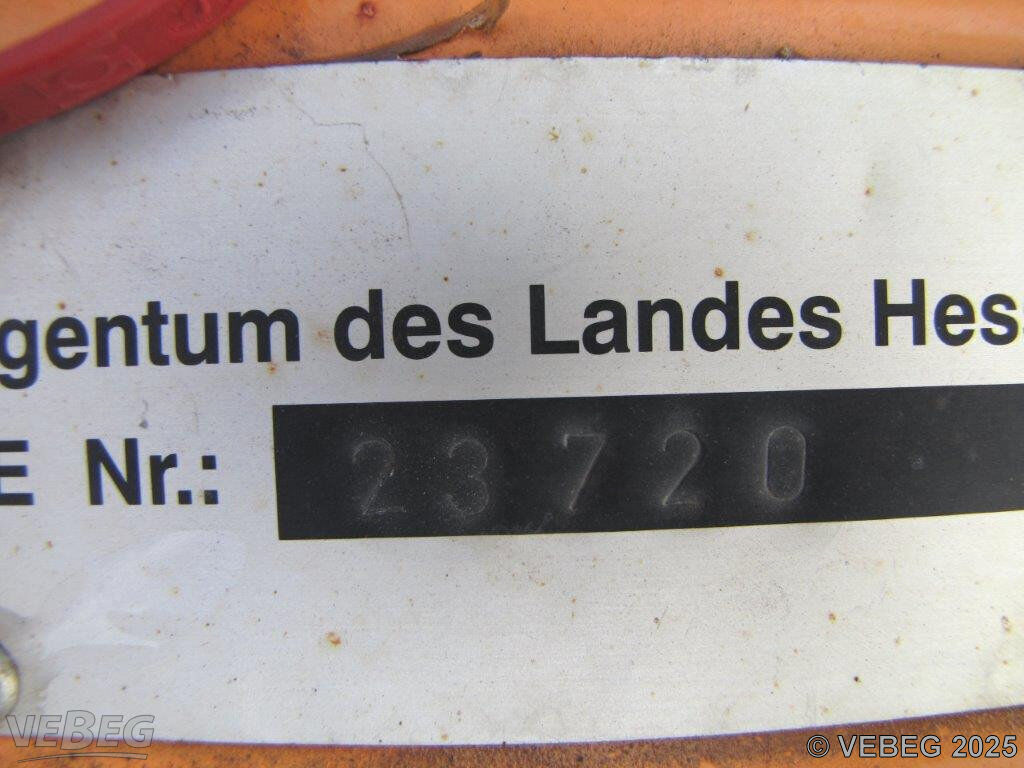 gentum des Landes Hes
E Nr.: 23720
VEBEG
© VEBEG 2025